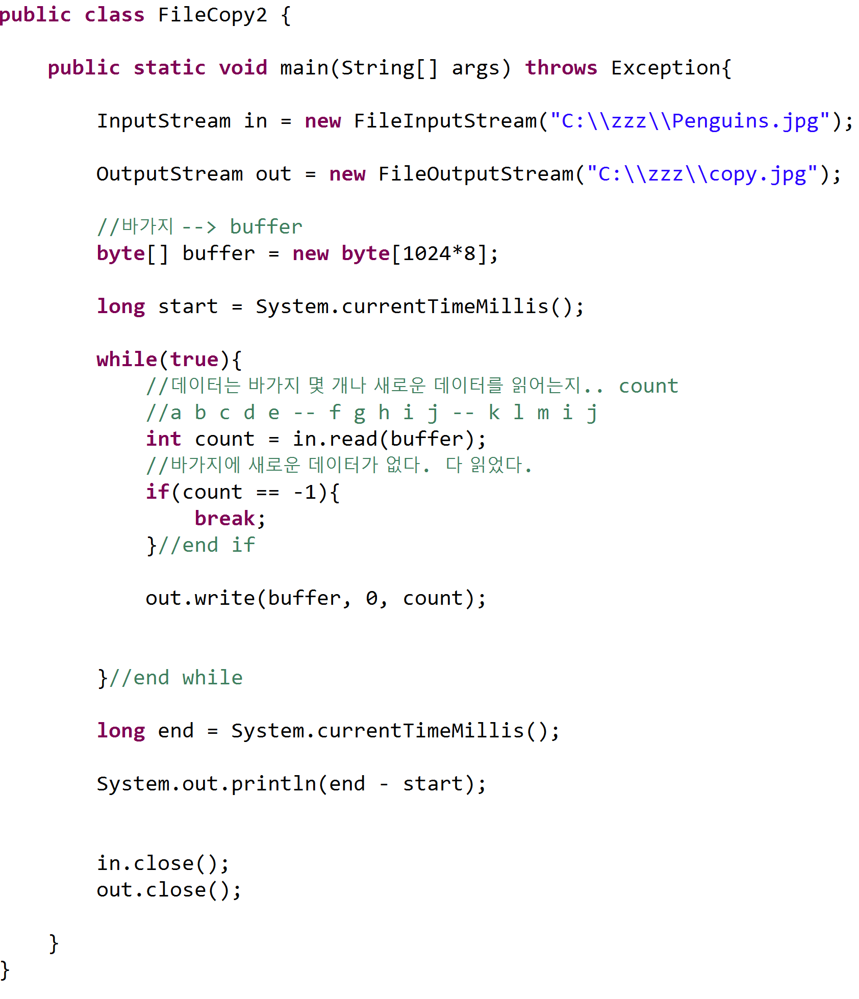 public class FileCopy2 {
public static void main(String[] args) throws Exception{
InputStream in = new FileInputStream("C:\\zzz\\Penguins.jpg");
OutputStream out = new FileOutputStream("C:\\zzz\\copy.jpg");
//바가지 --> buffer
byte[] buffer = new byte[1024*8];
long start = System.currentTimeMillis();
while(true){
//데이터는 바가지 몇 개나 새로운 데이터를 읽어는지.. count
//a b c d e -- f g h i j -- k l m i j
int count = in.read(buffer);
//바가지에 새로운 데이터가 없다. 다 읽었다.
if(count == -1){
break;
}//end if
out.write(buffer, 0, count);
}//end while
long end = System.currentTimeMillis();
System.out.println(end - start);
in.close();
out.close();
}
}